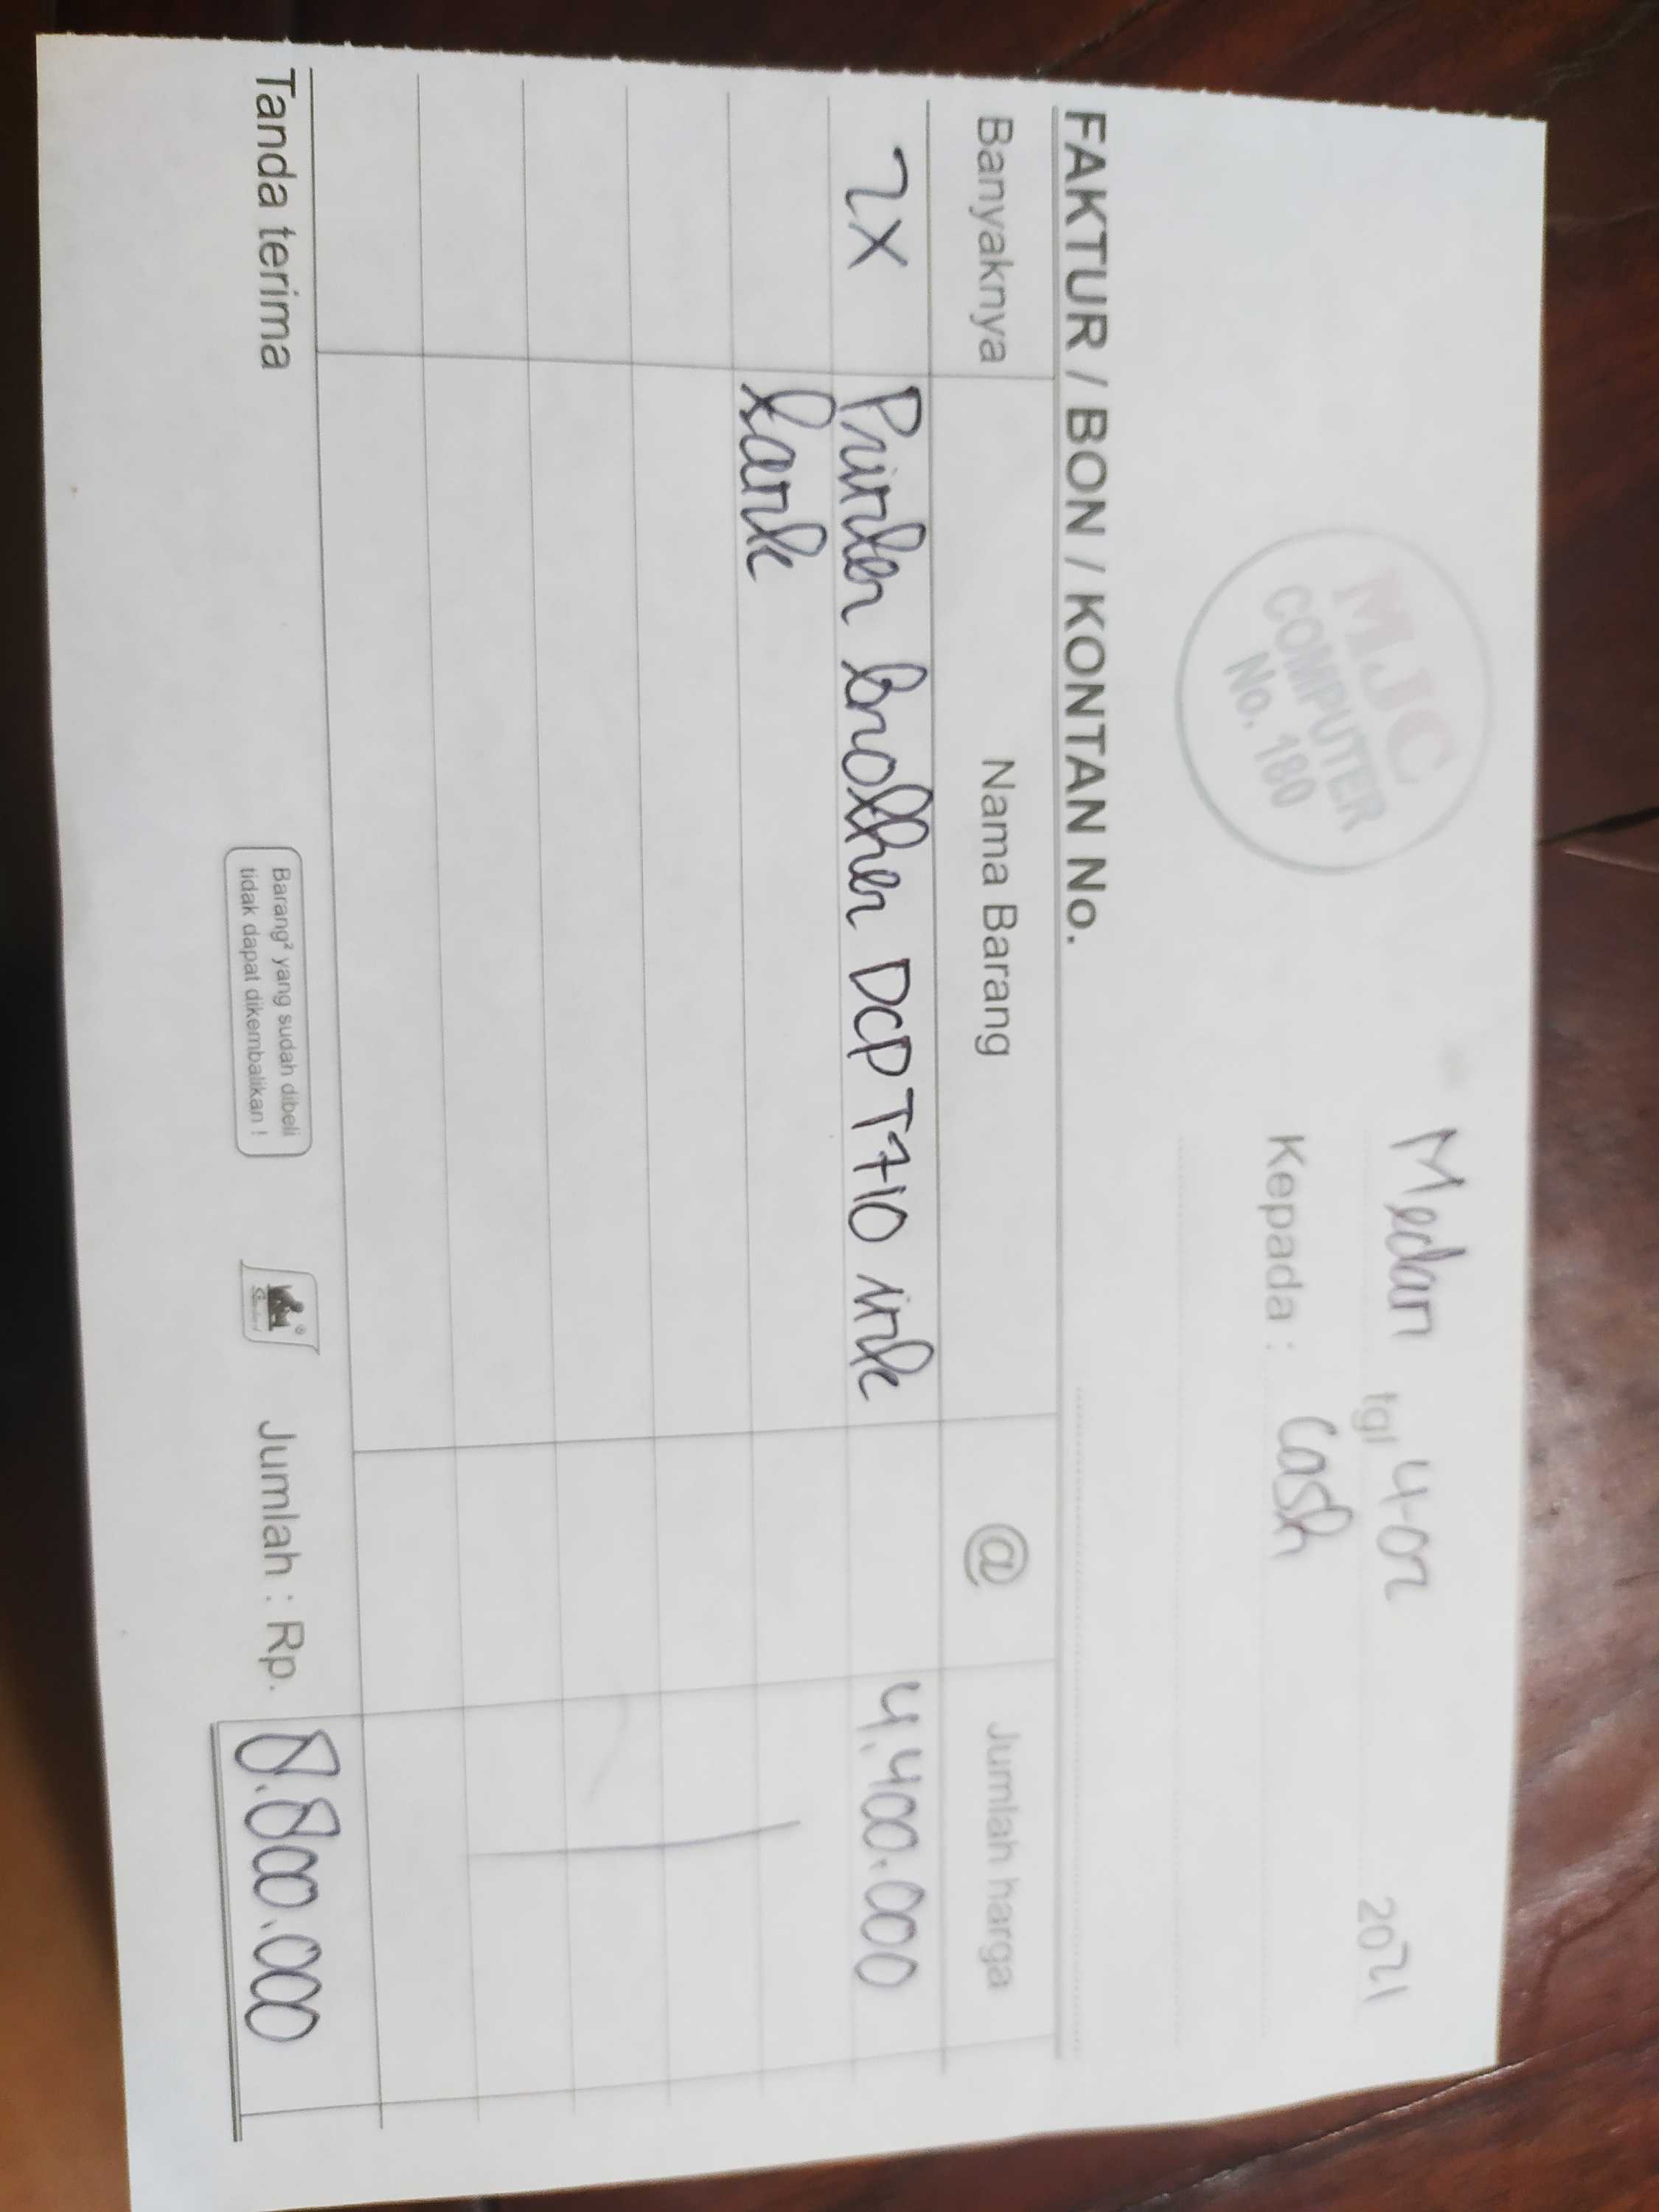 MJC
COMPUTER
No. 180
Medan tgl 4-02 2021
Kepada : Cash
FAKTUR / BON / KONTAN No.
Banyaknya Nama Barang @ Jumlah harga
2X Printer brother DCP T710 ink 4.400.000
tank
Tanda terima
Barang² yang sudah dibeli
tidak dapat dikembalikan !
Jumlah : Rp. 8.800.000